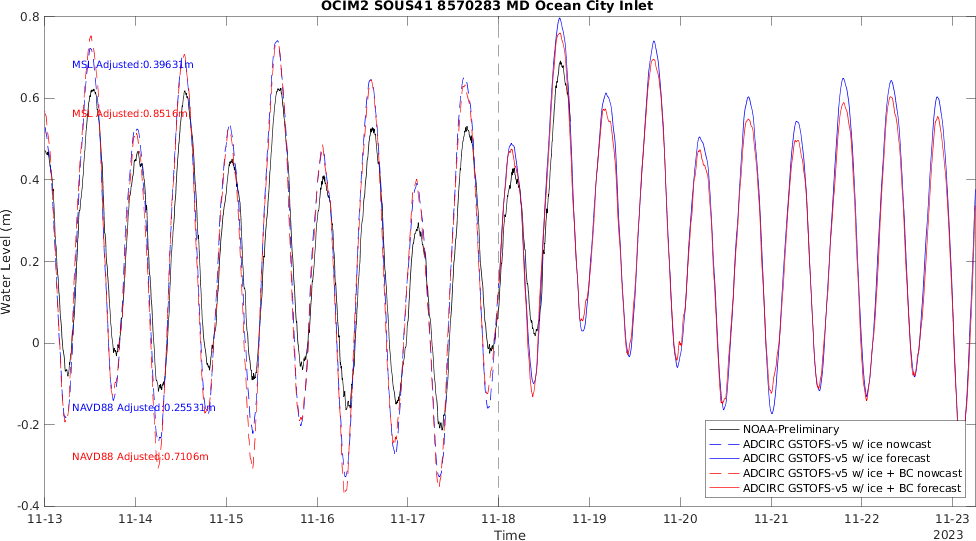 OCIM2 SOUS41 8570283 MD Ocean City Inlet
0.8
0.6
0.4
0.2
0
-0.2
-0.4
Water Level (m)
MSL Adjusted:0.39631m
MSL Adjusted:0.8516m
NAVD88 Adjusted:0.25531m
NAVD88 Adjusted:0.7106m
NOAA-Preliminary
ADCIRC GSTOFS-v5 w/ ice nowcast
ADCIRC GSTOFS-v5 w/ ice forecast
ADCIRC GSTOFS-v5 w/ ice + BC nowcast
ADCIRC GSTOFS-v5 w/ ice + BC forecast
11-13 11-14 11-15 11-16 11-17 11-18 11-19 11-20 11-21 11-22 11-23
Time 2023